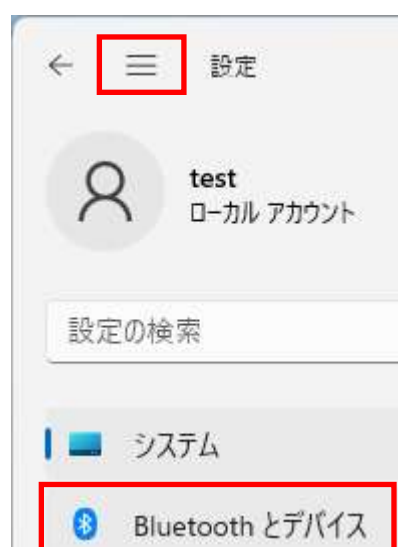 設定
test
ローカル アカウント
設定の検索
システム
Bluetooth とデバイス